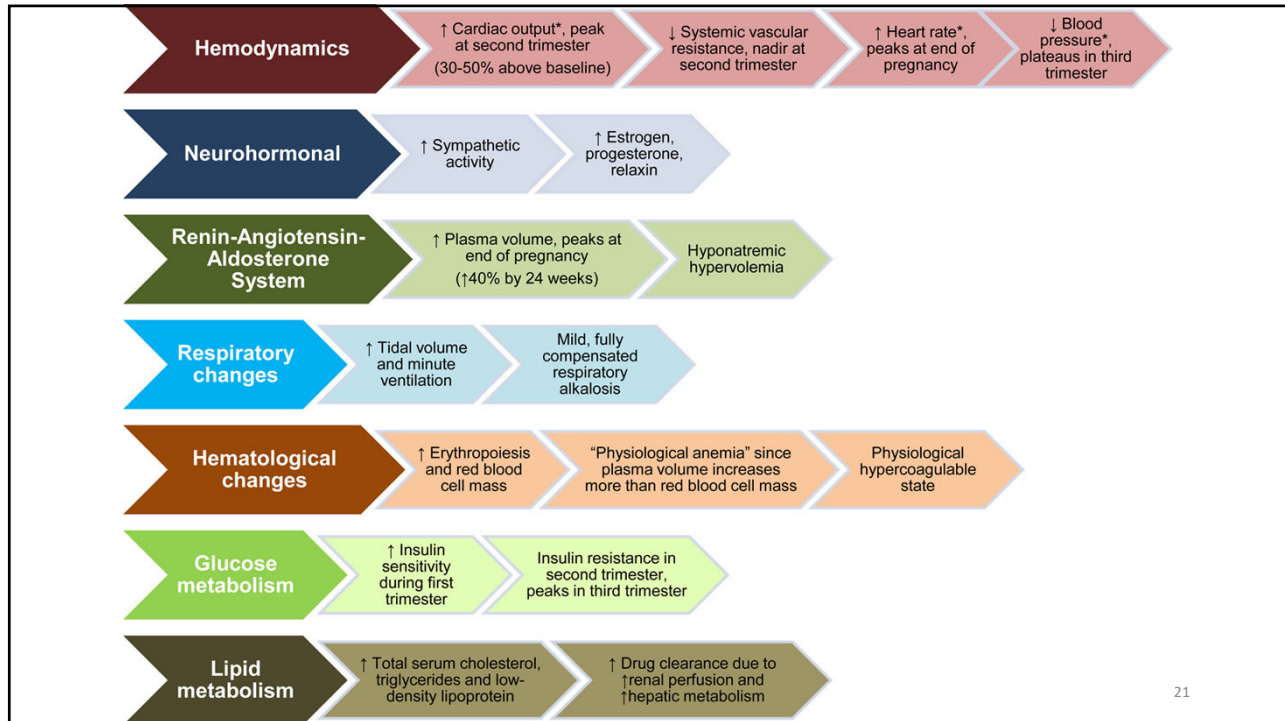 Hemodynamics
↑ Cardiac output*, peak
at second trimester
(30-50% above baseline)
↓ Systemic vascular
resistance, nadir at
second trimester
↑ Heart rate*,
peaks at end of
pregnancy
↓ Blood
pressure*,
plateaus in third
trimester
Neurohormonal
↑ Sympathetic
activity
↑ Estrogen,
progesterone,
relaxin
Renin-Angiotensin-
Aldosterone
System
↑ Plasma volume, peaks at
end of pregnancy
(↑40% by 24 weeks)
Hyponatremic
hypervolemia
Respiratory
changes
↑ Tidal volume
and minute
ventilation
Mild, fully
compensated
respiratory
alkalosis
Hematological
changes
↑ Erythropoiesis
and red blood
cell mass
“Physiological anemia” since
plasma volume increases
more than red blood cell mass
Physiological
hypercoagulable
state
Glucose
metabolism
↑ Insulin
sensitivity
during first
trimester
Insulin resistance in
second trimester,
peaks in third trimester
Lipid
metabolism
↑ Total serum cholesterol,
triglycerides and low-
density lipoprotein
↑ Drug clearance due to
↑renal perfusion and
↑hepatic metabolism
21